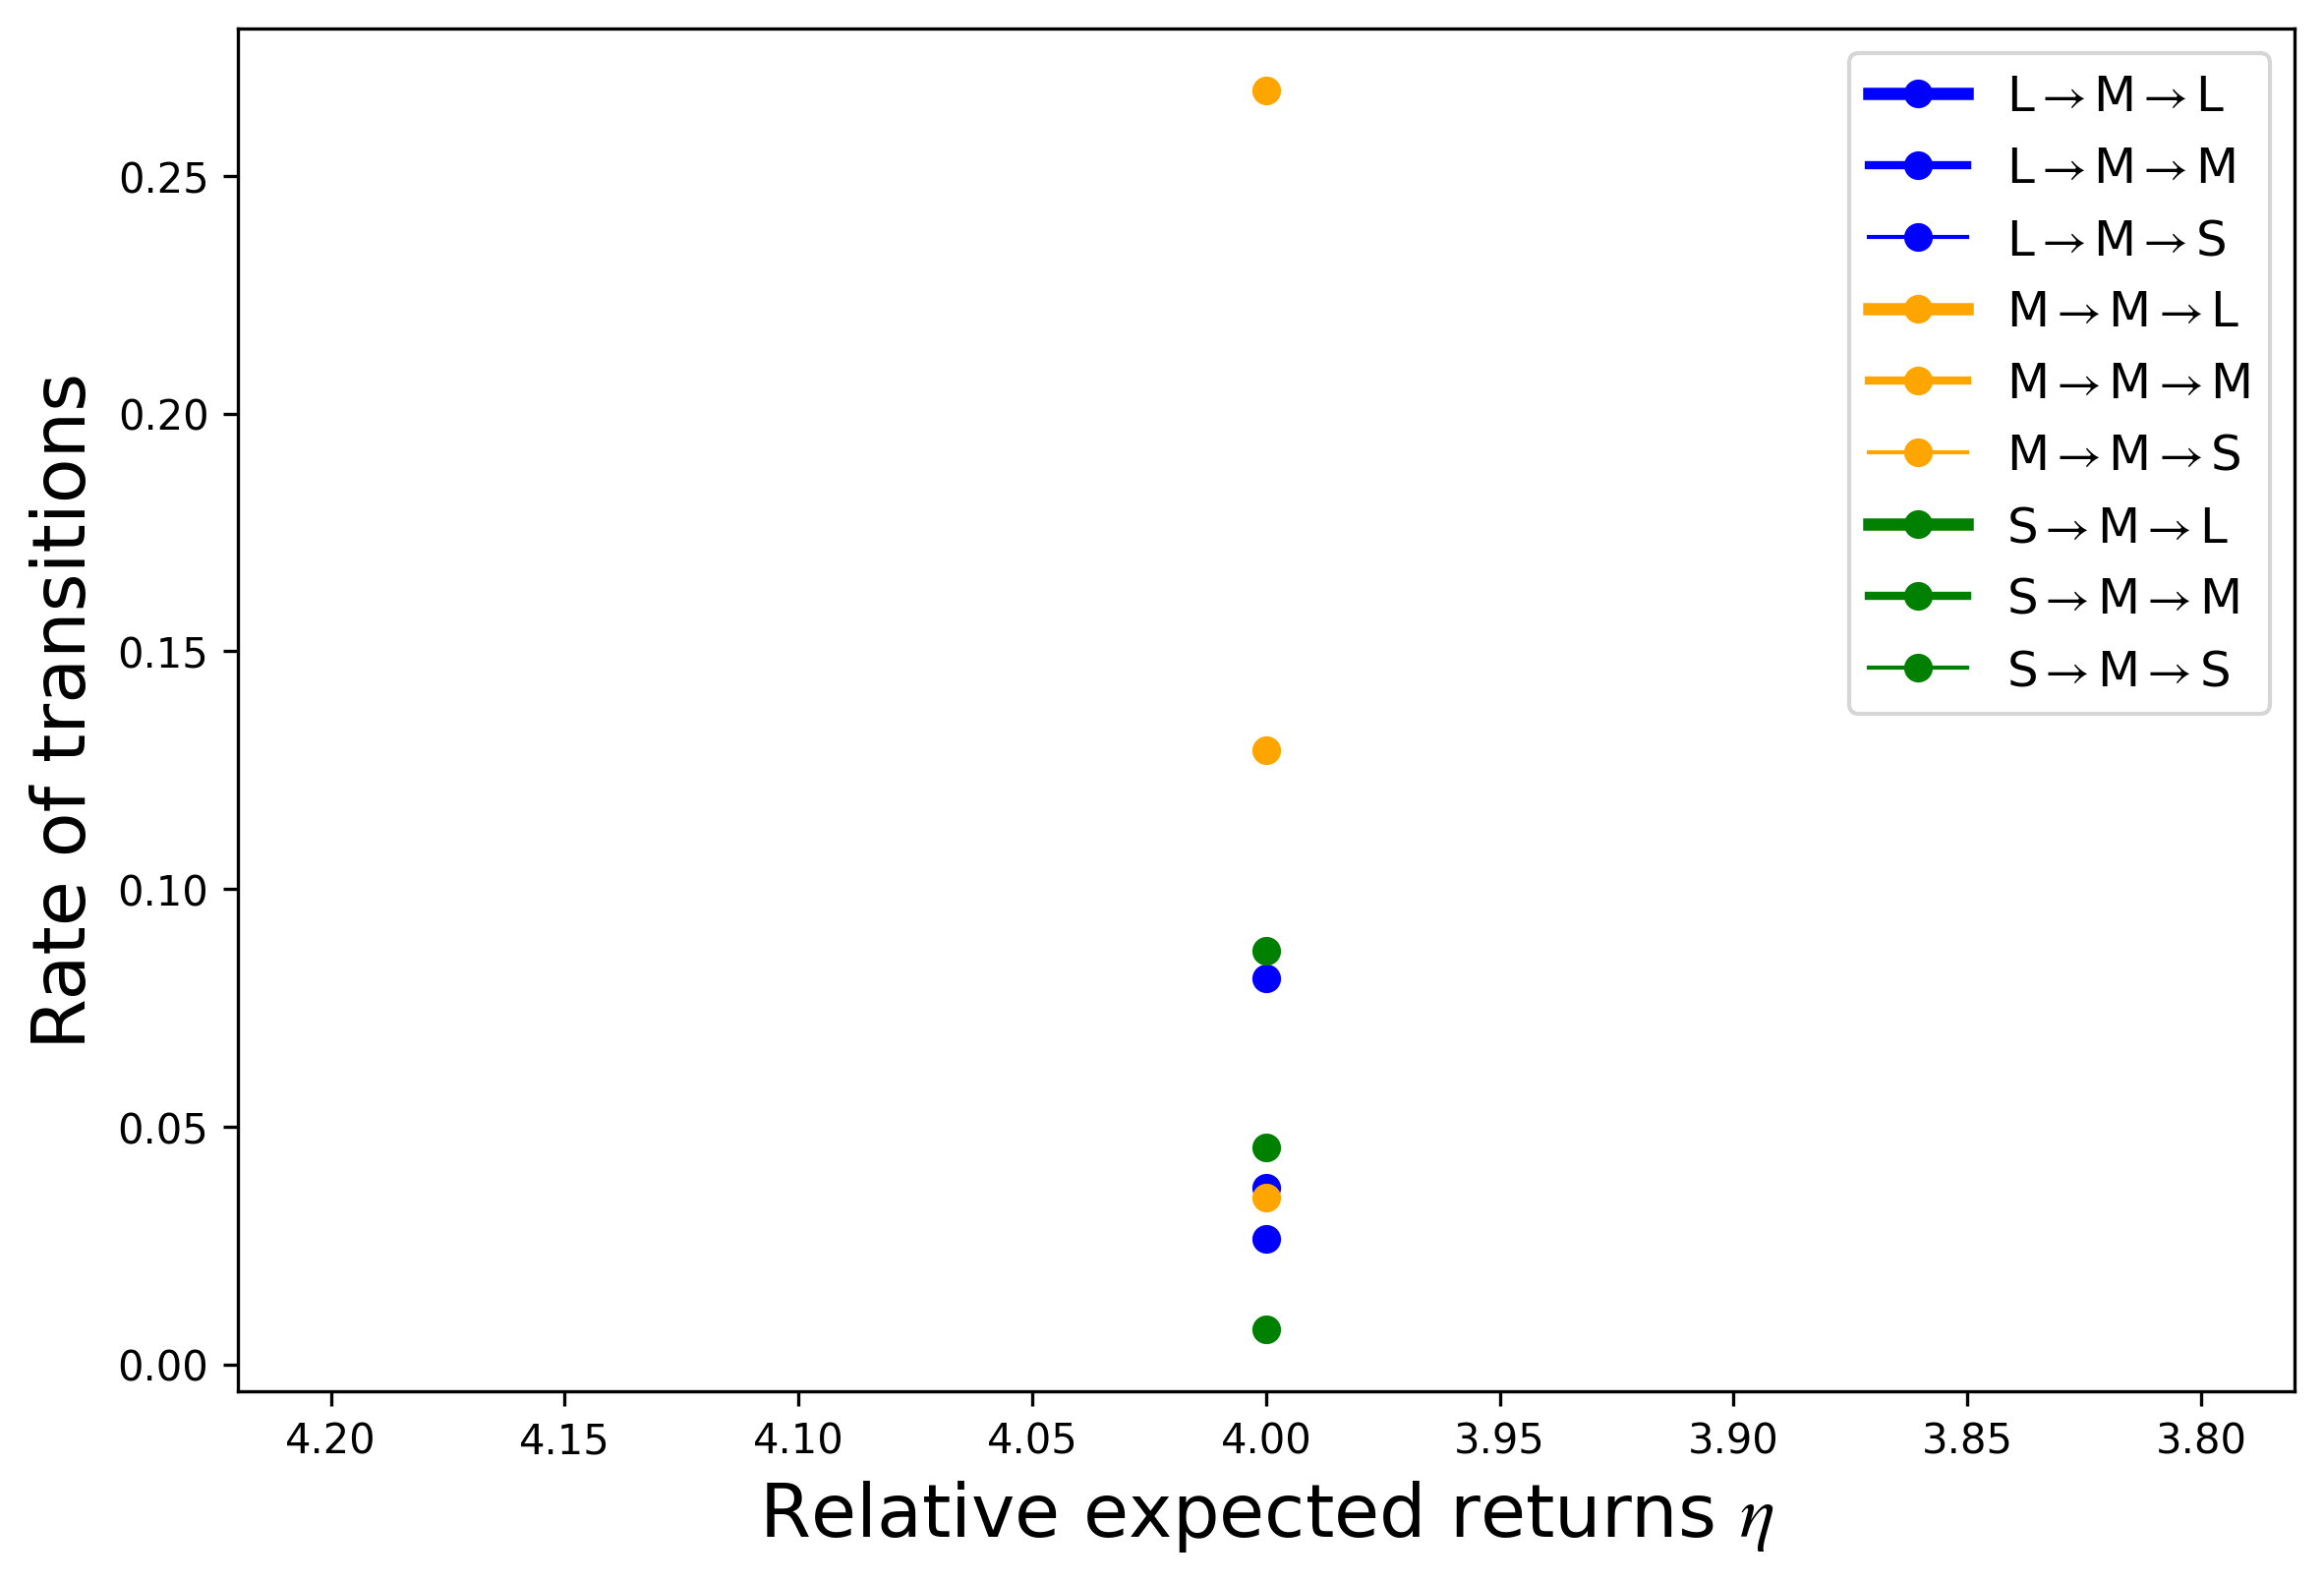 L→M→L
L→M→M
L→M→S
M→M→L
M→M→M
M→M→S
S→M→L
S→M→M
S→M→S
0.25
0.20
0.15
0.10
0.05
0.00
Rate of transitions
4.20 4.15 4.10 4.05 4.00 3.95 3.90 3.85 3.80
Relative expected returns η